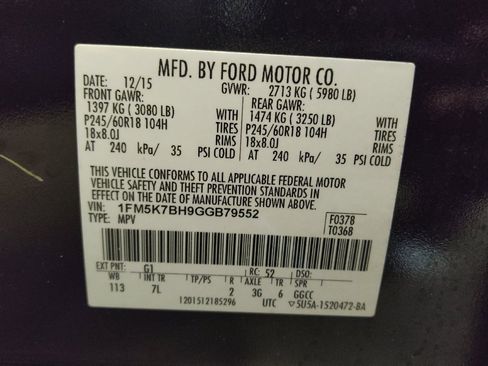 MFD. BY FORD MOTOR CO.
DATE: 12/15 GVWR: 2713 KG ( 5980 LB)
FRONT GAWR: REAR GAWR:
1397 KG ( 3080 LB) 1474 KG ( 3250 LB)
P245/60R18 104H WITH TIRES P245/60R18 104H
18x8.0J RIMS 18x8.0J
AT 240 kPa/ 35 PSI COLD AT 240 kPa/ 35 PSI COLD
THIS VEHICLE CONFORMS TO ALL APPLICABLE FEDERAL MOTOR
VEHICLE SAFETY AND THEFT PREVENTION STANDARDS IN
EFFECT ON THE DATE OF MANUFACTURE SHOWN ABOVE.
VIN: 1FM5K7BH9GGB79552 F0378
TYPE: MPV T0368
EXT PNT: G1 RC: 52 DSO:
WB INT TR TP/PS R AXLE TR SPR
113 7L 2 3G 6 GGCC
1201512185296 UTC 5U5A-1520472-BA